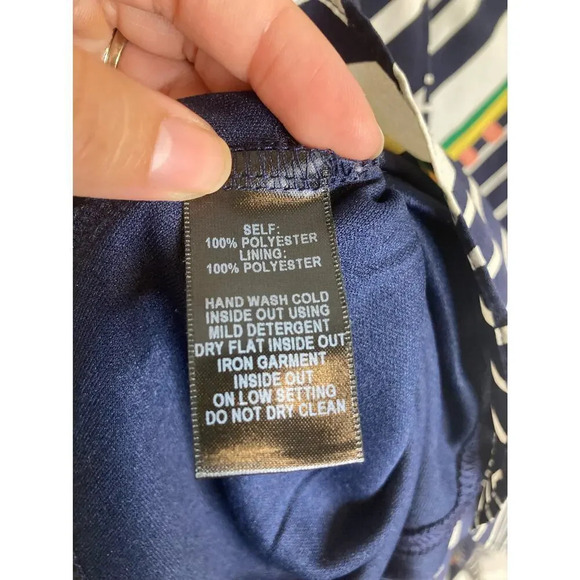 SELF:
100% POLYESTER
LINING:
100% POLYESTER
HAND WASH COLD
INSIDE OUT USING
MILD DETERGENT
DRY FLAT INSIDE OUT
IRON GARMENT
INSIDE OUT
ON LOW SETTING
DO NOT DRY CLEAN